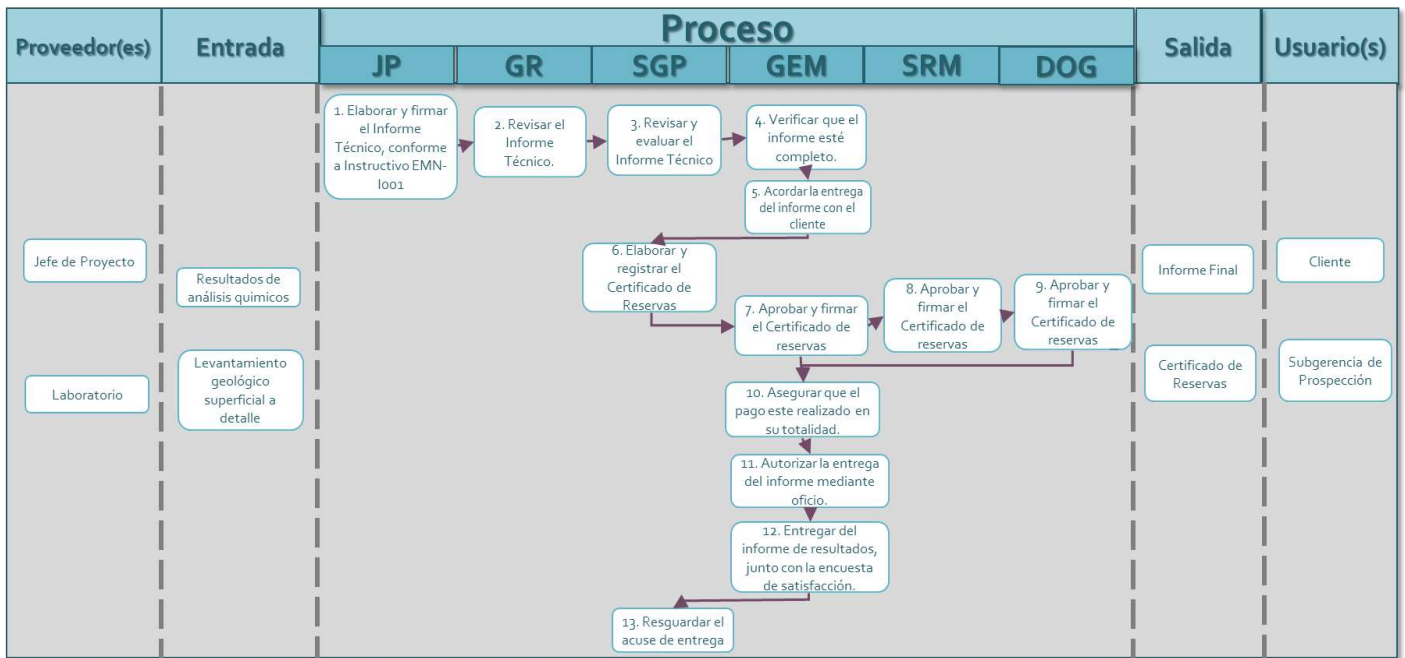 Proveedor(es)
Entrada
Proceso
JP
GR
SGP
GEM
SRM
DOG
Salida
Usuario(s)
Jefe de Proyecto
Laboratorio
Resultados de
análisis quimicos
Levantamiento
geológico
superficial a
detalle
1. Elaborar y firmar
el Informe
Técnico, conforme
a Instructivo EMN-
I001
2. Revisar el
Informe
Técnico.
3. Revisar y
evaluar el
Informe Técnico
4. Verificar que el
informe esté
completo.
5. Acordar la entrega
del informe con el
cliente
6. Elaborar y
registrar el
Certificado de
Reservas
7. Aprobar y firmar
el Certificado de
reservas
8. Aprobar y
firmar el
Certificado de
reservas
9. Aprobar y
firmar el
Certificado de
reservas
10. Asegurar que el
pago este realizado en
su totalidad.
11. Autorizar la entrega
del informe mediante
oficio.
12. Entregar del
informe de resultados,
junto con la encuesta
de satisfacción.
13. Resguardar el
acuse de entrega
Informe Final
Certificado de
Reservas
Cliente
Subgerencia de
Prospección